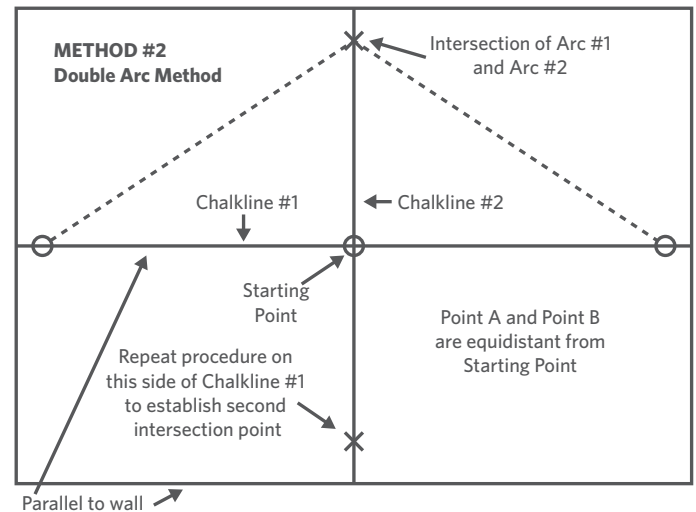 METHOD #2
Double Arc Method
Intersection of Arc #1
and Arc #2
Chalkline #1
Chalkline #2
Starting
Point
Point A and Point B
are equidistant from
Starting Point
Repeat procedure on
this side of Chalkline #1
to establish second
intersection point
Parallel to wall